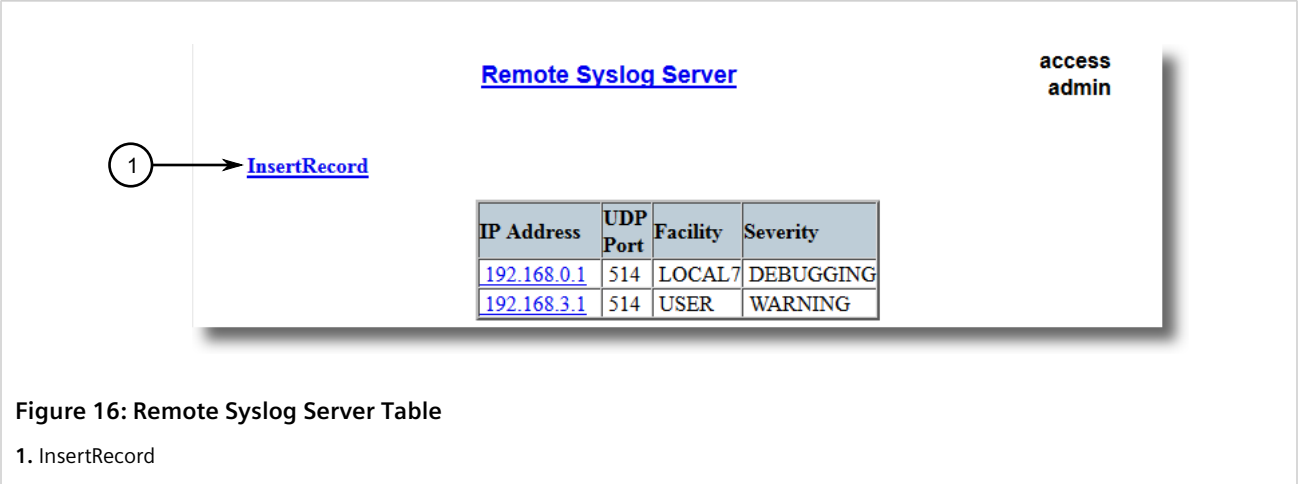 Remote Syslog Server
access
admin
1
InsertRecord
IP Address UDP Port Facility Severity
192.168.0.1 514 LOCAL7 DEBUGGING
192.168.3.1 514 USER WARNING
Figure 16: Remote Syslog Server Table
1. InsertRecord